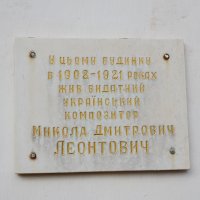 У цьому будинку
в 1908-1921 роках
жив видатний
український
композитор
Микола Дмитрович
Леонтович